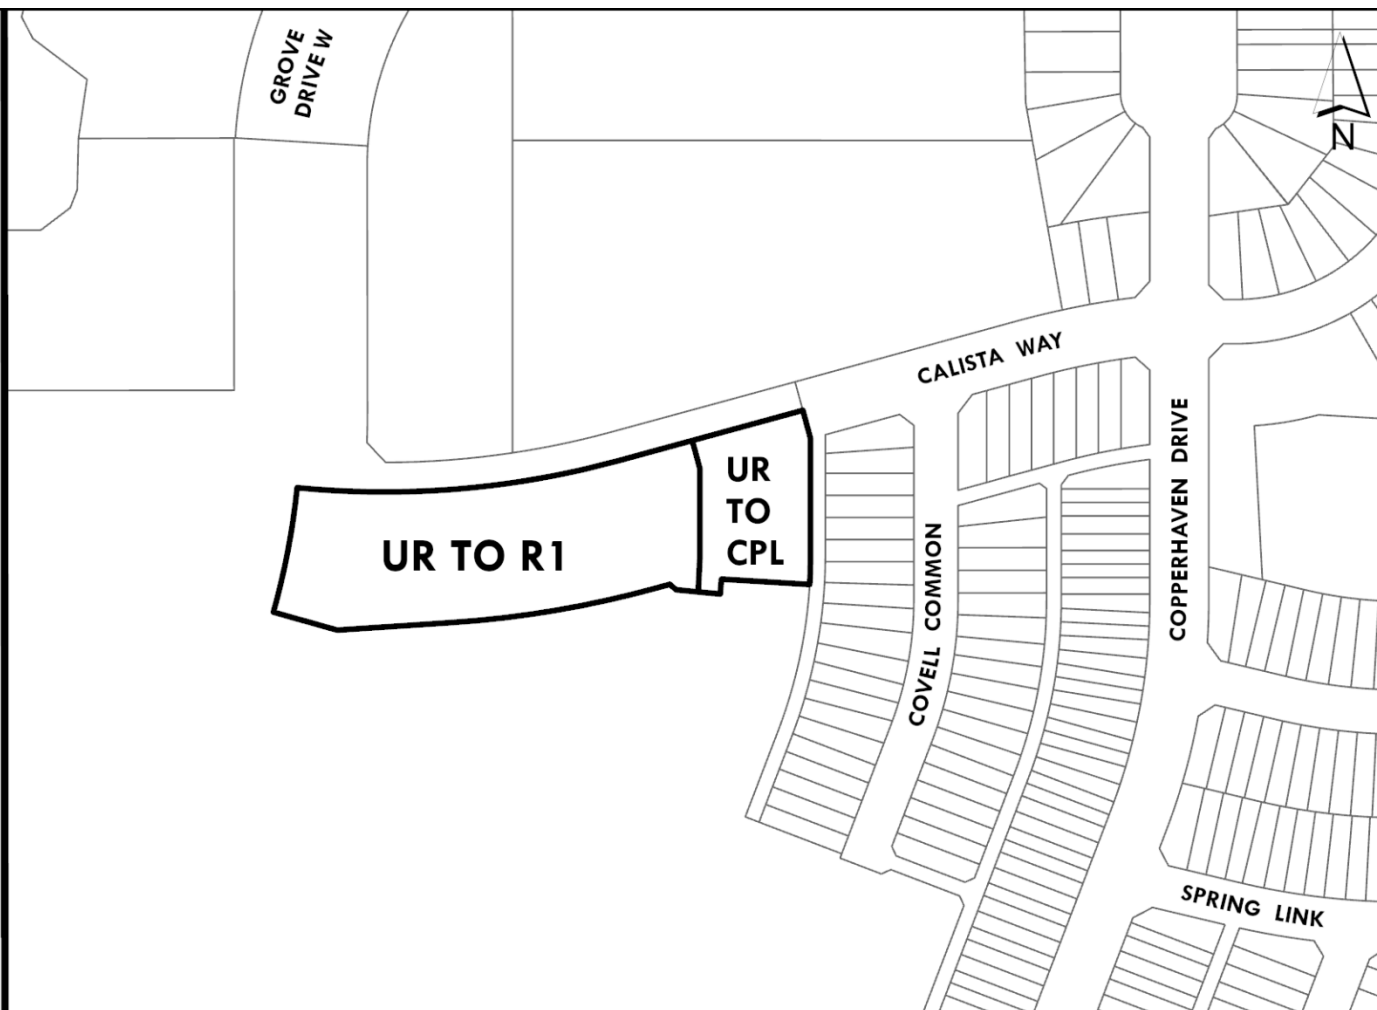 GROVE
DRIVE W
N
CALISTA WAY
COPPERHAVEN DRIVE
UR
TO
CPL
UR TO R1
COVELL COMMON
SPRING LINK